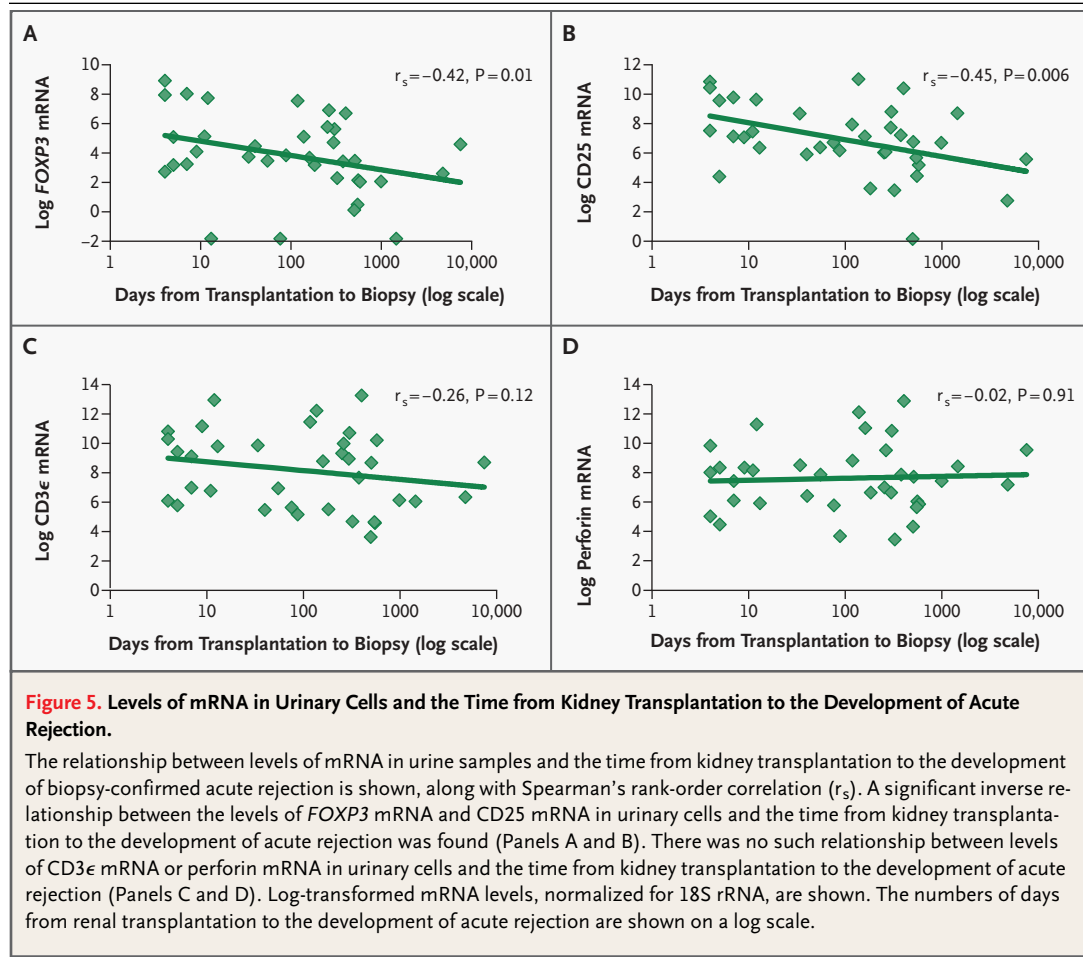 A
Log FOXP3 mRNA
10
8
6
4
2
0
−2
r_s=−0.42, P=0.01
1 10 100 1000 10,000
Days from Transplantation to Biopsy (log scale)
B
Log CD25 mRNA
12
10
8
6
4
2
0
r_s=−0.45, P=0.006
1 10 100 1000 10,000
Days from Transplantation to Biopsy (log scale)
C
Log CD3ϵ mRNA
14
12
10
8
6
4
2
0
r_s=−0.26, P=0.12
1 10 100 1000 10,000
Days from Transplantation to Biopsy (log scale)
D
Log Perforin mRNA
14
12
10
8
6
4
2
0
r_s=−0.02, P=0.91
1 10 100 1000 10,000
Days from Transplantation to Biopsy (log scale)
Figure 5. Levels of mRNA in Urinary Cells and the Time from Kidney Transplantation to the Development of Acute
Rejection.
The relationship between levels of mRNA in urine samples and the time from kidney transplantation to the development
of biopsy-confirmed acute rejection is shown, along with Spearman's rank-order correlation (r_s). A significant inverse re-
lationship between the levels of FOXP3 mRNA and CD25 mRNA in urinary cells and the time from kidney transplanta-
tion to the development of acute rejection was found (Panels A and B). There was no such relationship between levels
of CD3ϵ mRNA or perforin mRNA in urinary cells and the time from kidney transplantation to the development of acute
rejection (Panels C and D). Log-transformed mRNA levels, normalized for 18S rRNA, are shown. The numbers of days
from renal transplantation to the development of acute rejection are shown on a log scale.